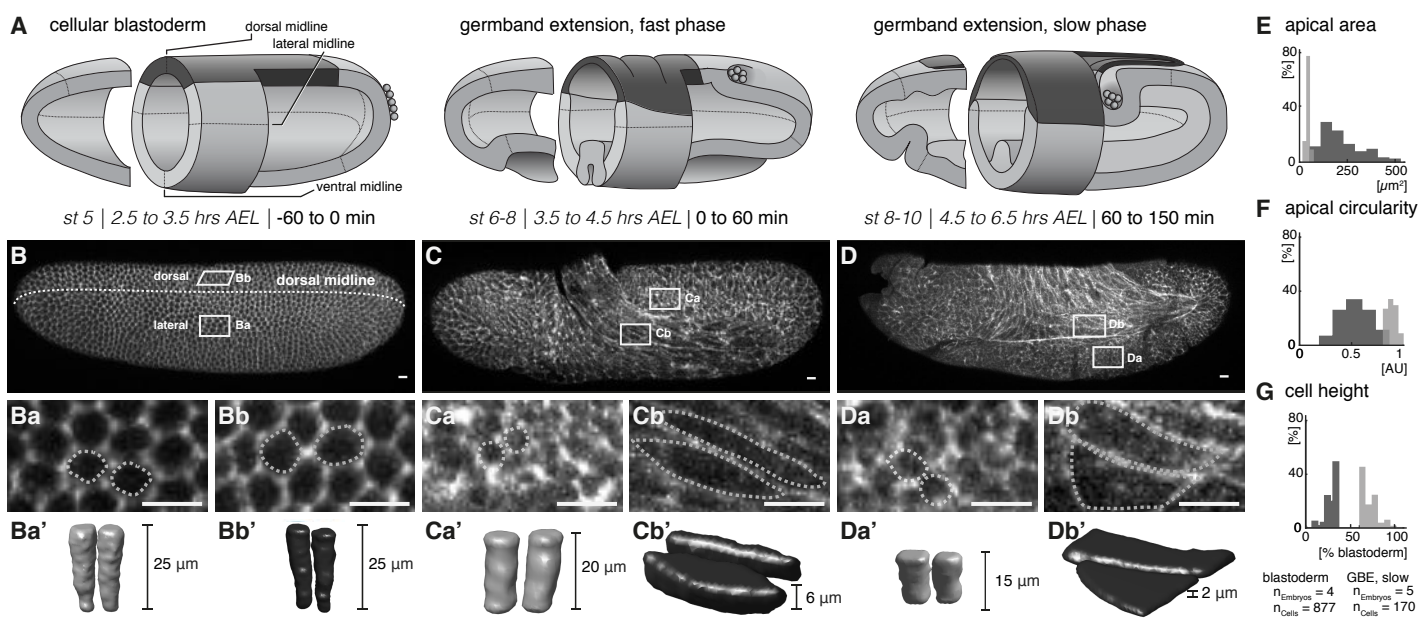 A cellular blastoderm
dorsal midline
lateral midline
ventral midline
germband extension, fast phase
germband extension, slow phase
st 5 | 2.5 to 3.5 hrs AEL | -60 to 0 min
st 6-8 | 3.5 to 4.5 hrs AEL | 0 to 60 min
st 8-10 | 4.5 to 6.5 hrs AEL | 60 to 150 min
B
dorsal
Bb
dorsal midline
lateral
Ba
C
Ca
Cb
D
Db
Da
Ba
Bb
Ca
Cb
Da
Db
Ba’
25 µm
Bb’
25 µm
Ca’
20 µm
Cb’
6 µm
Da’
15 µm
Db’
2 µm
E apical area
80
[%]
40
0
0 250 500
[µm²]
F apical circularity
80
[%]
40
0
0 0.5 1
[AU]
G cell height
80
[%]
40
0
0 50 100
[% blastoderm]
blastoderm
nEmbryos = 4
nCells = 877
GBE, slow
nEmbryos = 5
nCells = 170